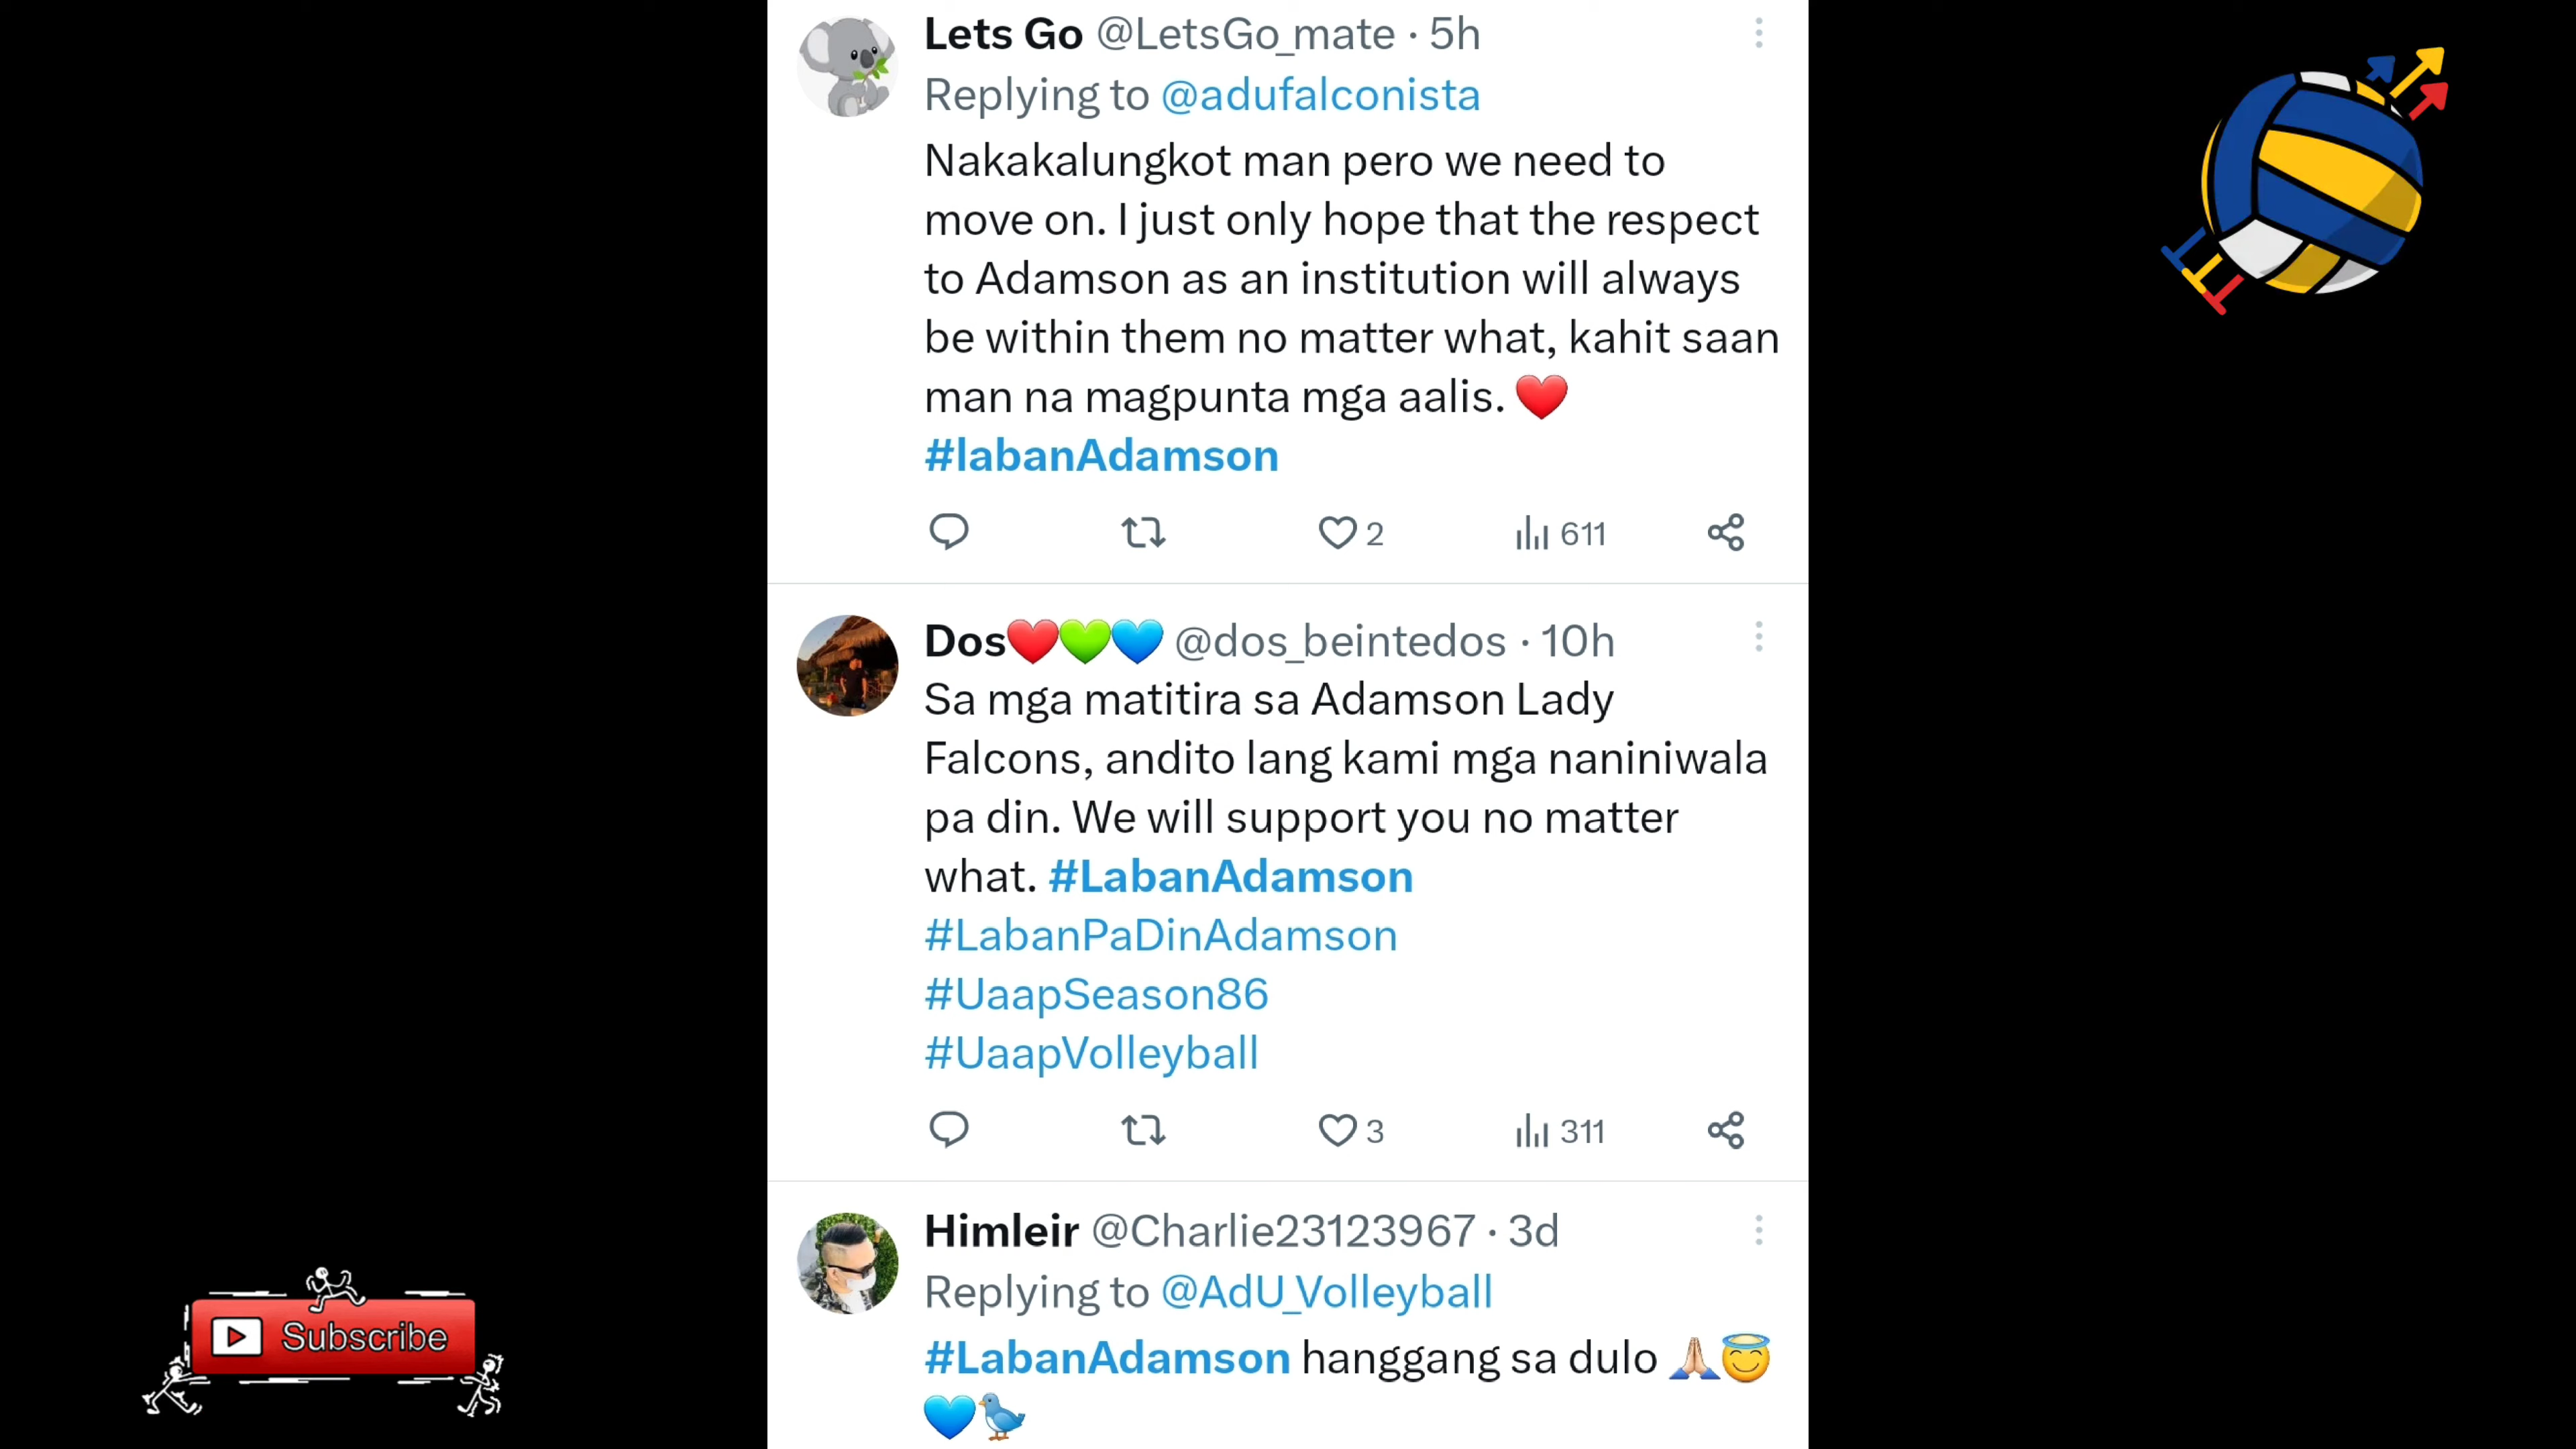 Lets Go @LetsGo_mate · 5h
Replying to @adufalconista
Nakakalungkot man pero we need to
move on. I just only hope that the respect
to Adamson as an institution will always
be within them no matter what, kahit saan
man na magpunta mga aalis. ❤️
#labanAdamson
2 611
Dos❤️💚💙 @dos_beintedos · 10h
Sa mga matitira sa Adamson Lady
Falcons, andito lang kami mga naniniwala
pa din. We will support you no matter
what. #LabanAdamson
#LabanPaDinAdamson
#UaapSeason86
#UaapVolleyball
3 311
Himleir @Charlie23123967 · 3d
Replying to @AdU_Volleyball
#LabanAdamson hanggang sa dulo 🙏🏻😇
💙🐦
Subscribe